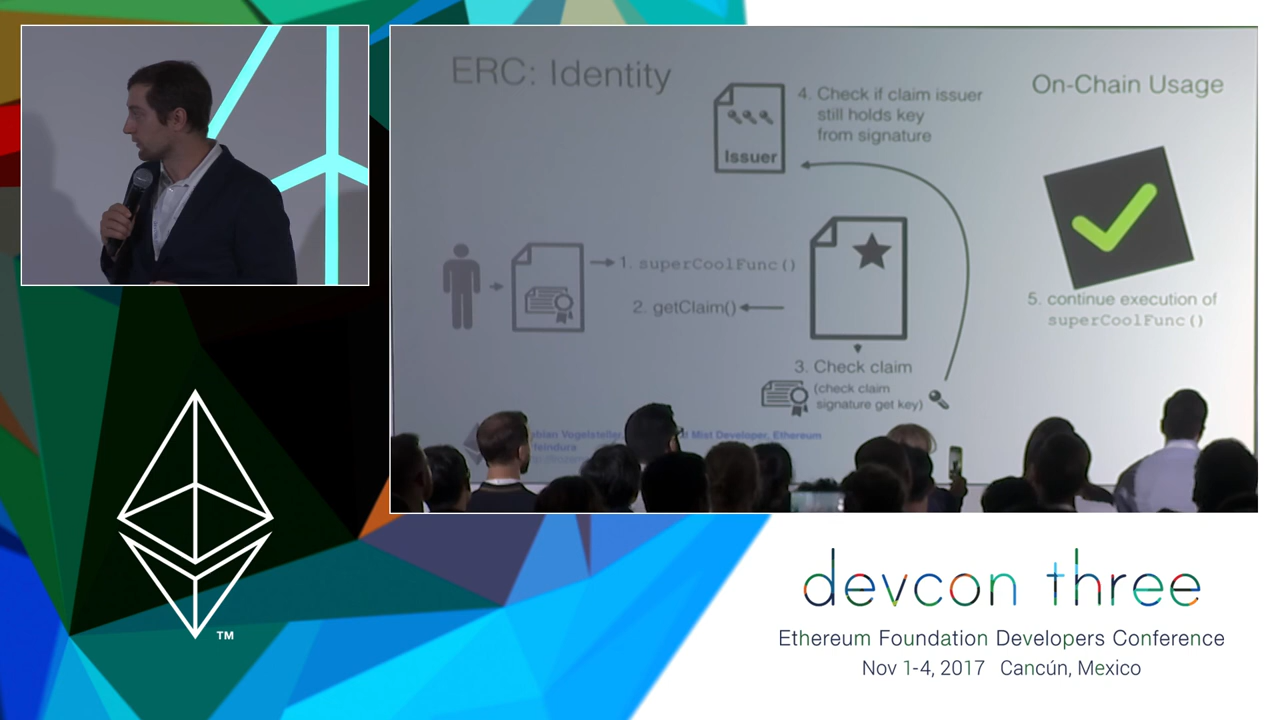 ERC: Identity
On-Chain Usage
4. Check if claim issuer
still holds key
from signature
Issuer
1. superCoolFunc()
2. getClaim()
3. Check claim
(check claim
signature get key)
5. continue execution of
superCoolFunc()
Vogelsteller, Mist Developer, Ethereum
feindura
TM
devcon three
Ethereum Foundation Developers Conference
Nov 1-4, 2017 Cancún, Mexico